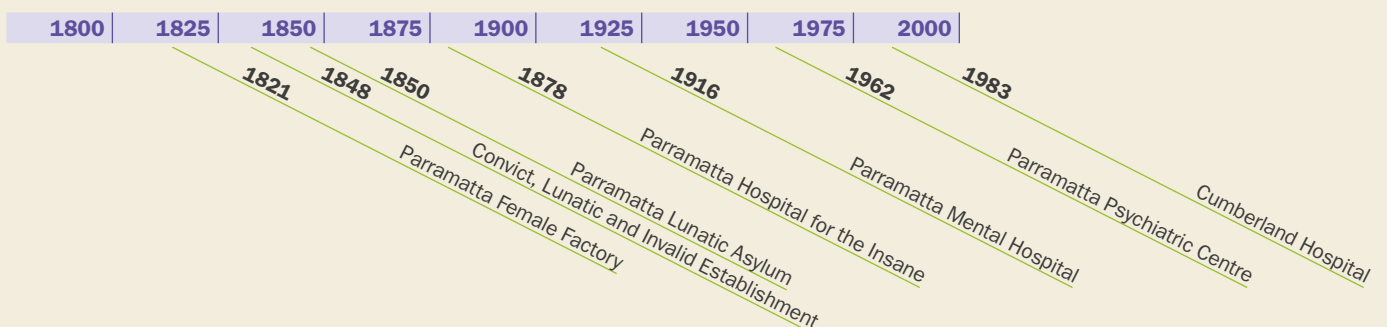 1800 1825 1850 1875 1900 1925 1950 1975 2000
1821
Parramatta Female Factory
1848
Convict, Lunatic and Invalid Establishment
1850
Parramatta Lunatic Asylum
1878
Parramatta Hospital for the Insane
1916
Parramatta Mental Hospital
1962
Parramatta Psychiatric Centre
1983
Cumberland Hospital